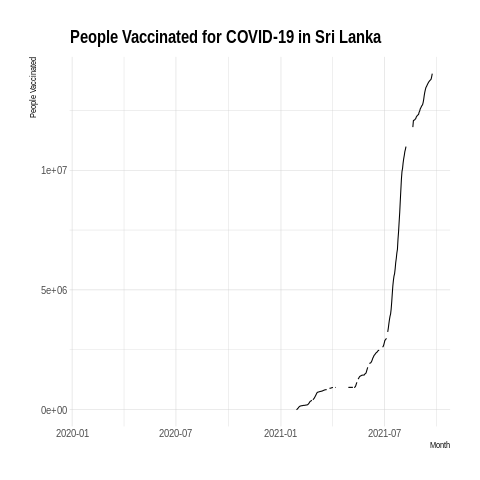 People Vaccinated for COVID-19 in Sri Lanka
People Vaccinated
1e+07
5e+06
0e+00
2020-01 2020-07 2021-01 2021-07
Month